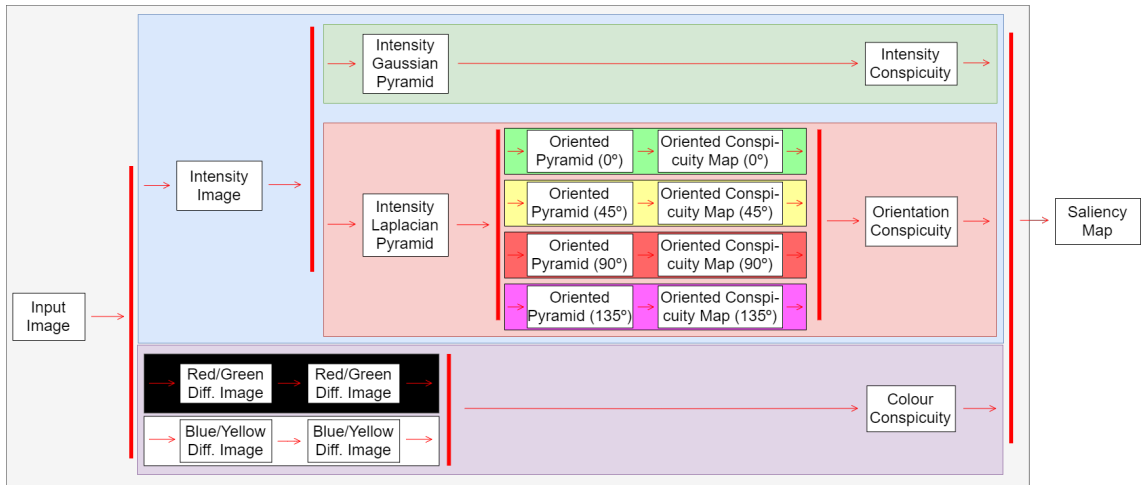 Intensity
Gaussian
Pyramid
Intensity
Conspicuity
Intensity
Image
Intensity
Laplacian
Pyramid
Oriented
Pyramid (0º)
Oriented Conspi-
cuity Map (0º)
Oriented
Pyramid (45º)
Oriented Conspi-
cuity Map (45º)
Oriented
Pyramid (90º)
Oriented Conspi-
cuity Map (90º)
Oriented
Pyramid (135º)
Oriented Conspi-
cuity Map (135º)
Orientation
Conspicuity
Saliency
Map
Input
Image
Red/Green
Diff. Image
Red/Green
Diff. Image
Blue/Yellow
Diff. Image
Blue/Yellow
Diff. Image
Colour
Conspicuity